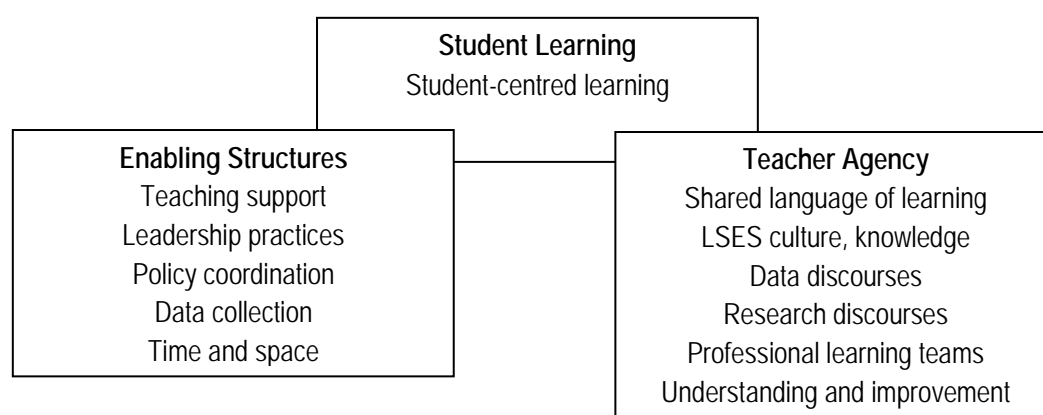 Student Learning
Student-centred learning
Enabling Structures
Teaching support
Leadership practices
Policy coordination
Data collection
Time and space
Teacher Agency
Shared language of learning
LSES culture, knowledge
Data discourses
Research discourses
Professional learning teams
Understanding and improvement